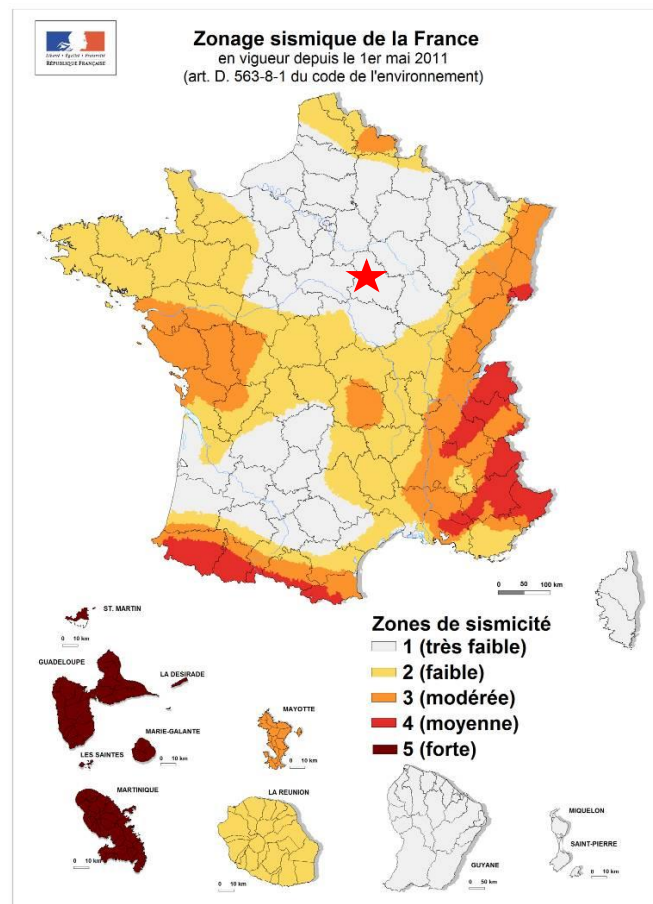 Zonage sismique de la France
en vigueur depuis le 1er mai 2011
(art. D. 563-8-1 du code de l'environnement)
Liberté • Égalité • Fraternité
RÉPUBLIQUE FRANÇAISE
0 50 100 km
ST. MARTIN
0 10 km
GUADELOUPE
LA DESIRADE
MARIE-GALANTE
LES SAINTES
0 10 km
MARTINIQUE
0 10 km
MAYOTTE
0 10 km
LA REUNION
0 10 km
Zones de sismicité
1 (très faible)
2 (faible)
3 (modérée)
4 (moyenne)
5 (forte)
GUYANE
0 50 km
MIQUELON
SAINT-PIERRE
0 10 km